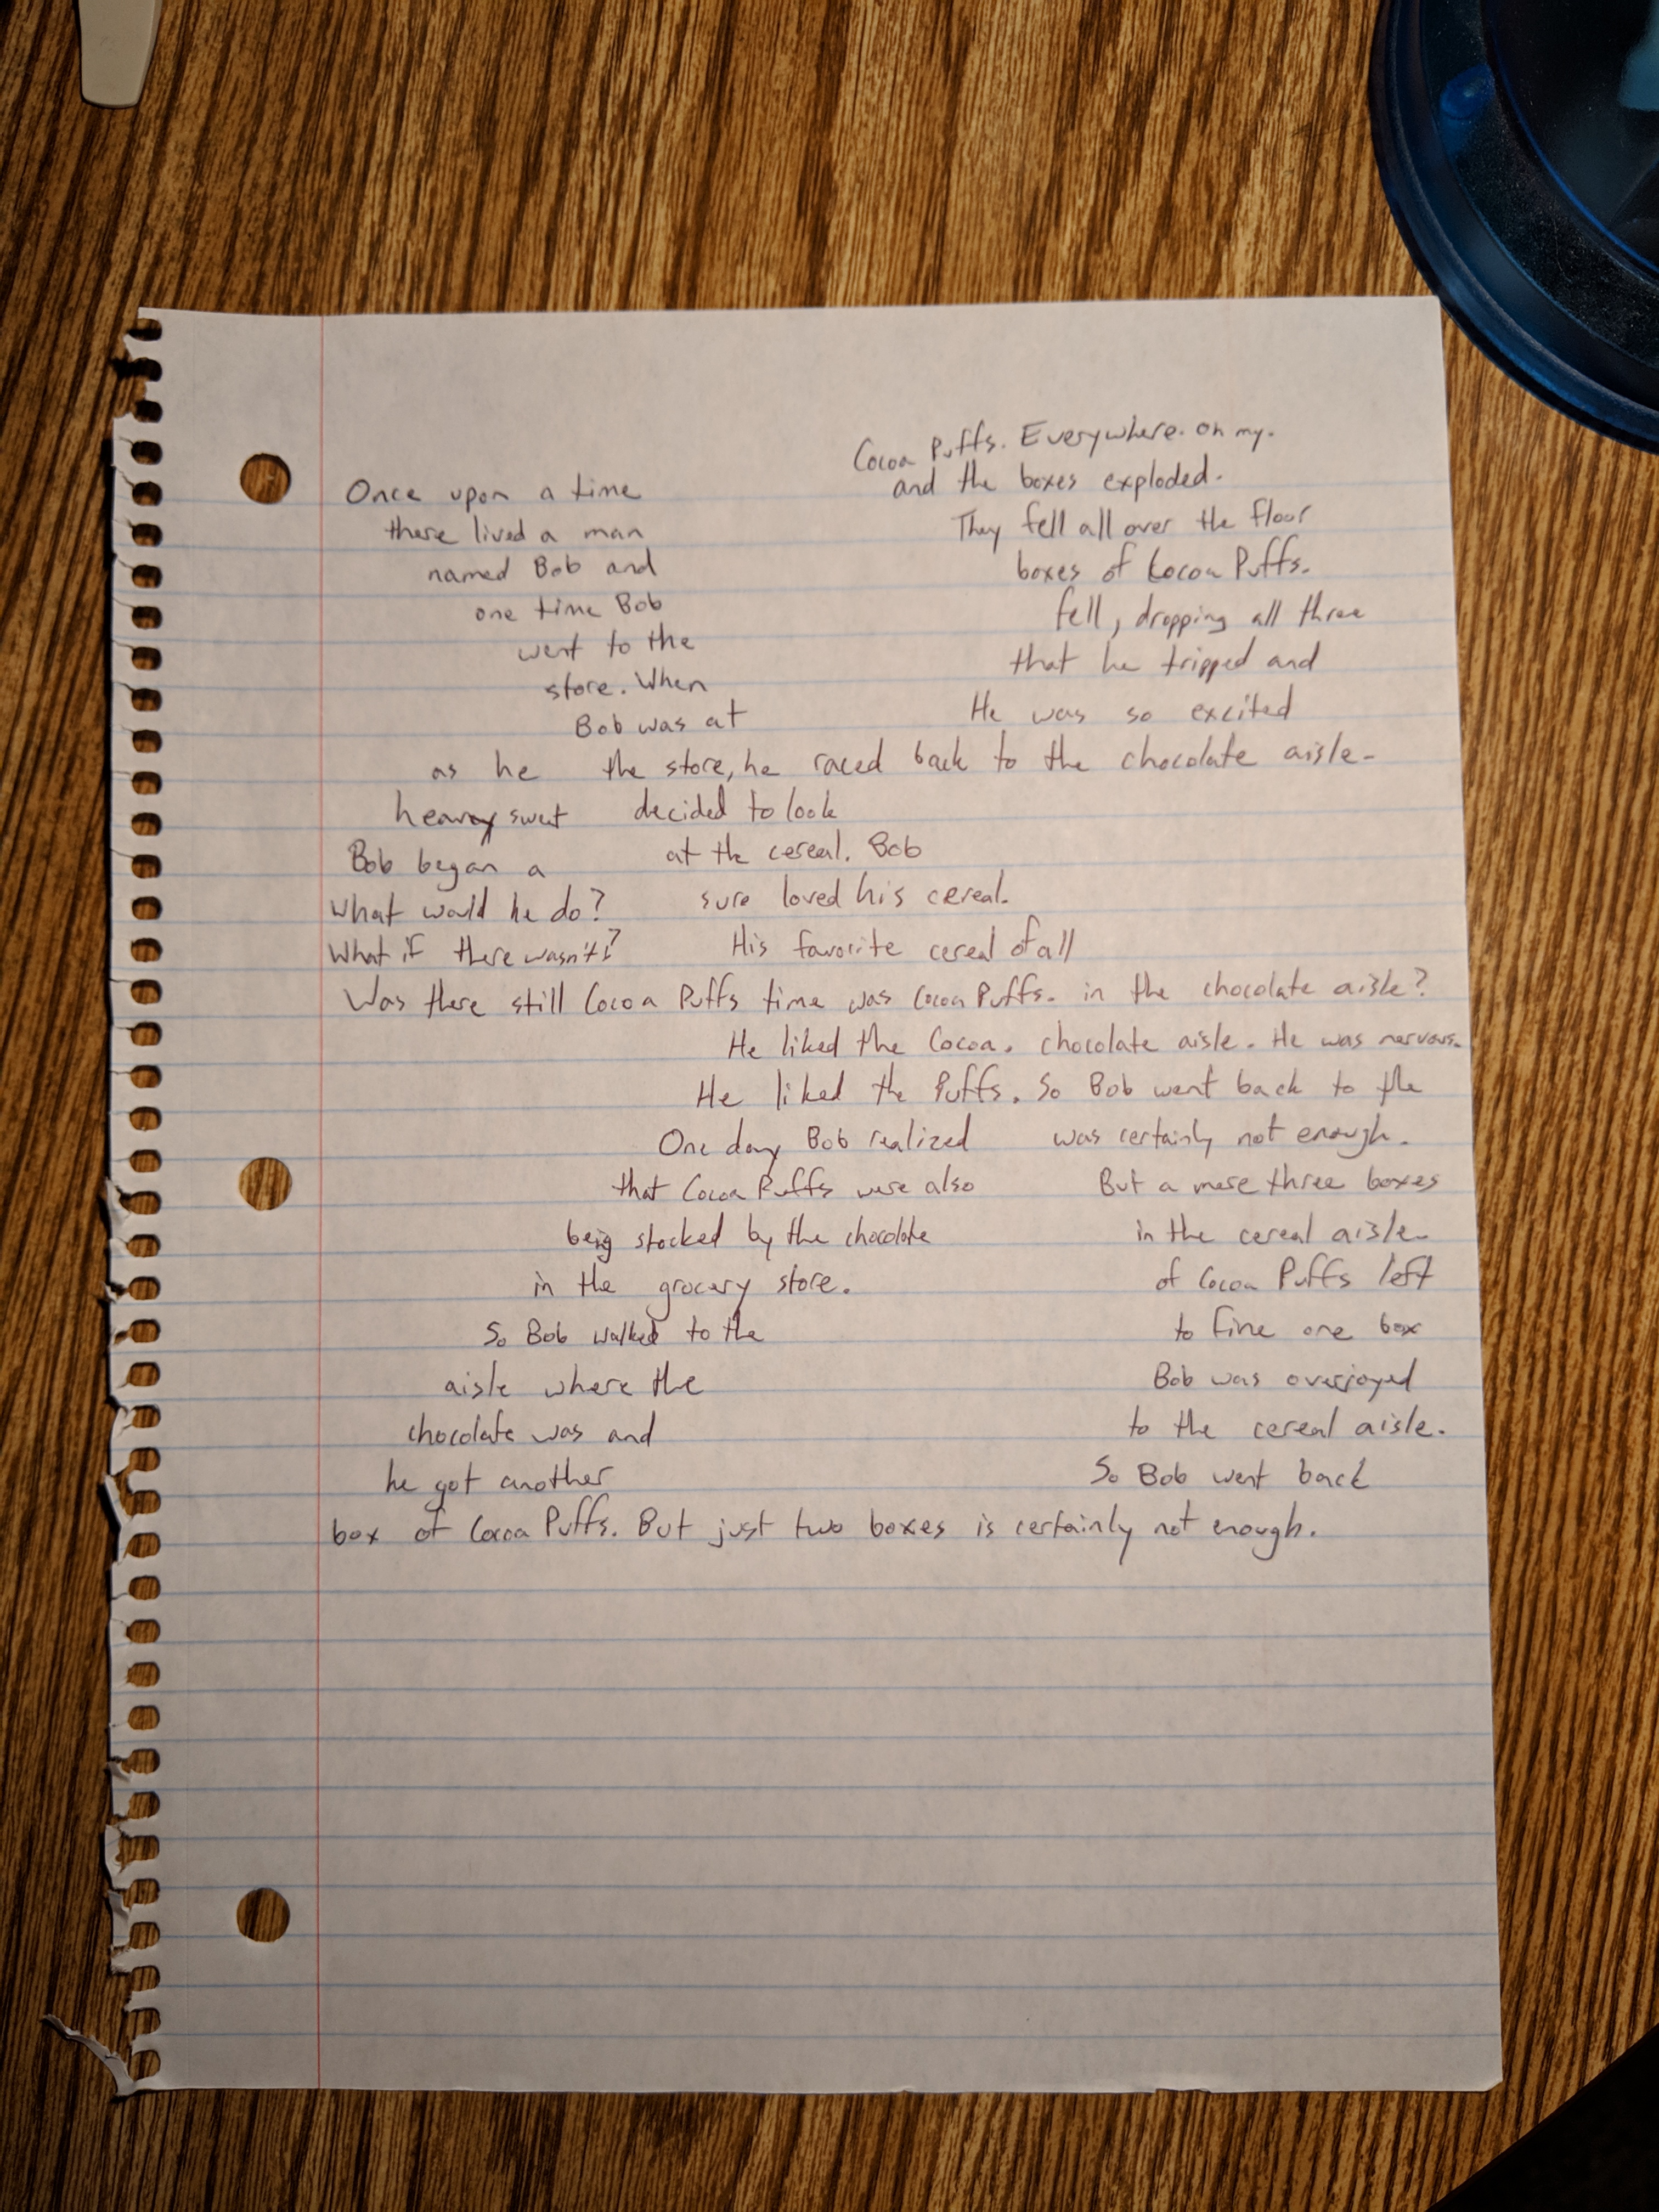 Once upon a time
there lived a man
named Bob and
one time Bob
went to the
store. When
Bob was at
the store, he
decided to look
at the cereal. Bob
sure loved his cereal.
His favorite cereal of all
time was Cocoa Puffs.
He liked the Cocoa.
He liked the Puffs.
One day Bob realized
that Cocoa Puffs were also
being stocked by the chocolate
in the grocery store.
So Bob walked to the
aisle where the
chocolate was and
he got another
box of Cocoa Puffs. But just two boxes is certainly not enough.
So Bob went back
to the cereal aisle.
Bob was overjoyed
to fine one box
of Cocoa Puffs left
in the cereal aisle.
But a mere three boxes
was certainly not enough.
So Bob went back to the
chocolate aisle. He was nervous.
Was there still Cocoa Puffs in the chocolate aisle?
What if there wasn't!?
What would he do?
Bob began a
heavy sweat
as he raced back to the chocolate aisle.
He was so excited
that he tripped and
fell, dropping all three
boxes of Cocoa Puffs.
They fell all over the floor
and the boxes exploded.
Cocoa Puffs. Everywhere. Oh my.